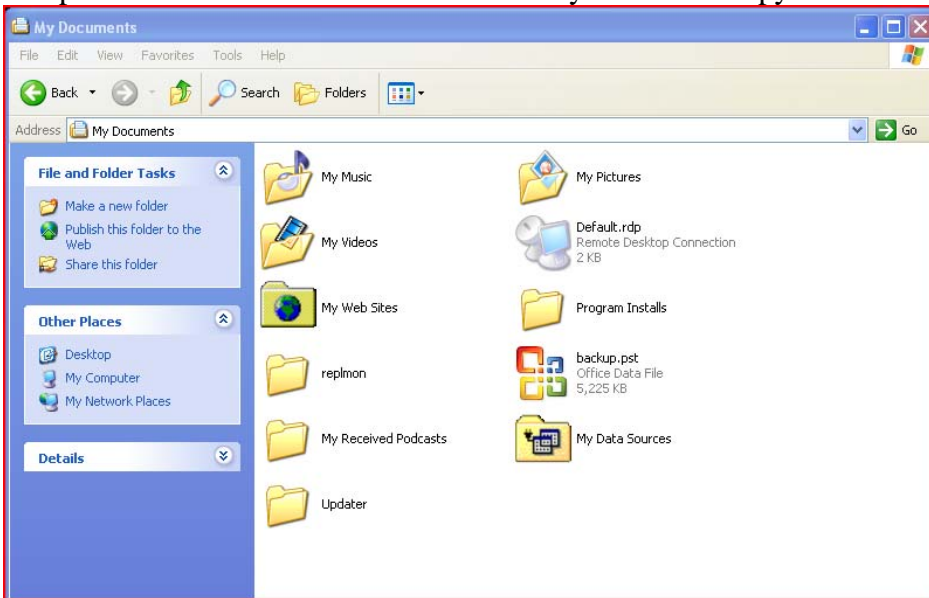 My Documents
File Edit View Favorites Tools Help
Back Search Folders
Address My Documents Go
File and Folder Tasks
Make a new folder
Publish this folder to the
Web
Share this folder
Other Places
Desktop
My Computer
My Network Places
Details
My Music
My Pictures
My Videos
Default.rdp
Remote Desktop Connection
2 KB
My Web Sites
Program Installs
replmon
backup.pst
Office Data File
5,225 KB
My Received Podcasts
My Data Sources
Updater